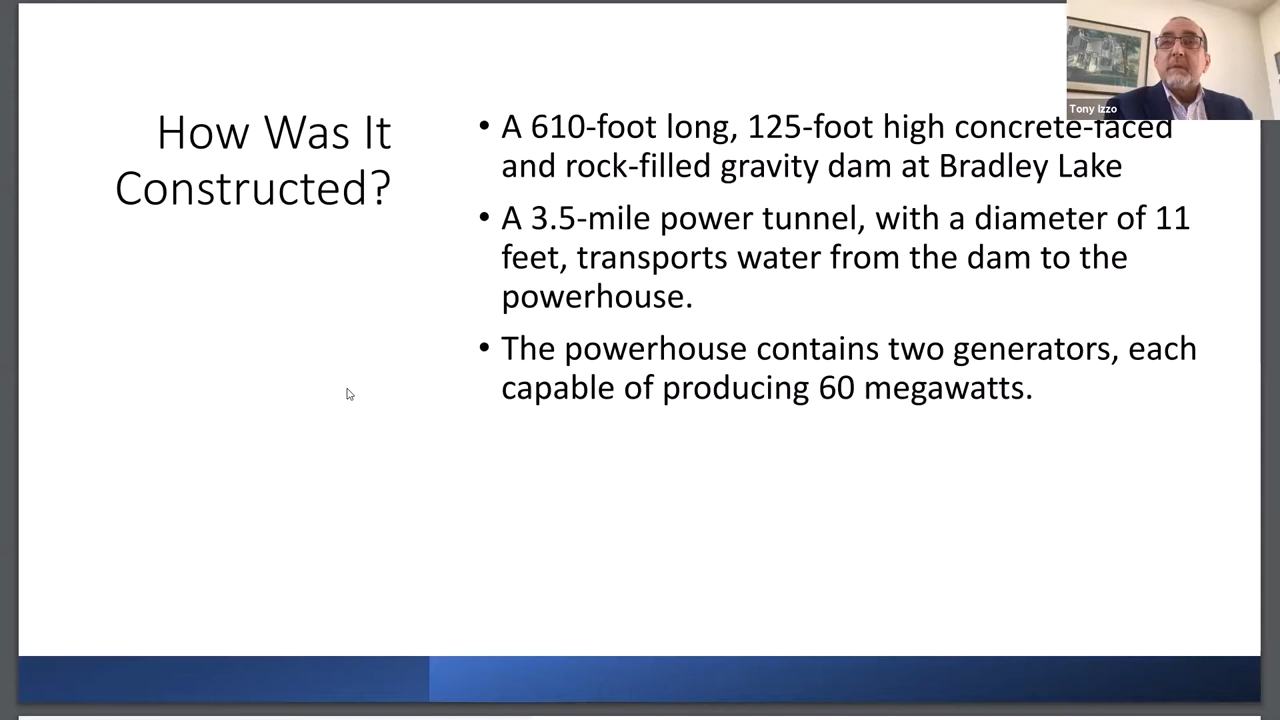 Tony Izzo
How Was It
Constructed?
• A 610-foot long, 125-foot high concrete-faced
and rock-filled gravity dam at Bradley Lake
• A 3.5-mile power tunnel, with a diameter of 11
feet, transports water from the dam to the
powerhouse.
• The powerhouse contains two generators, each
capable of producing 60 megawatts.